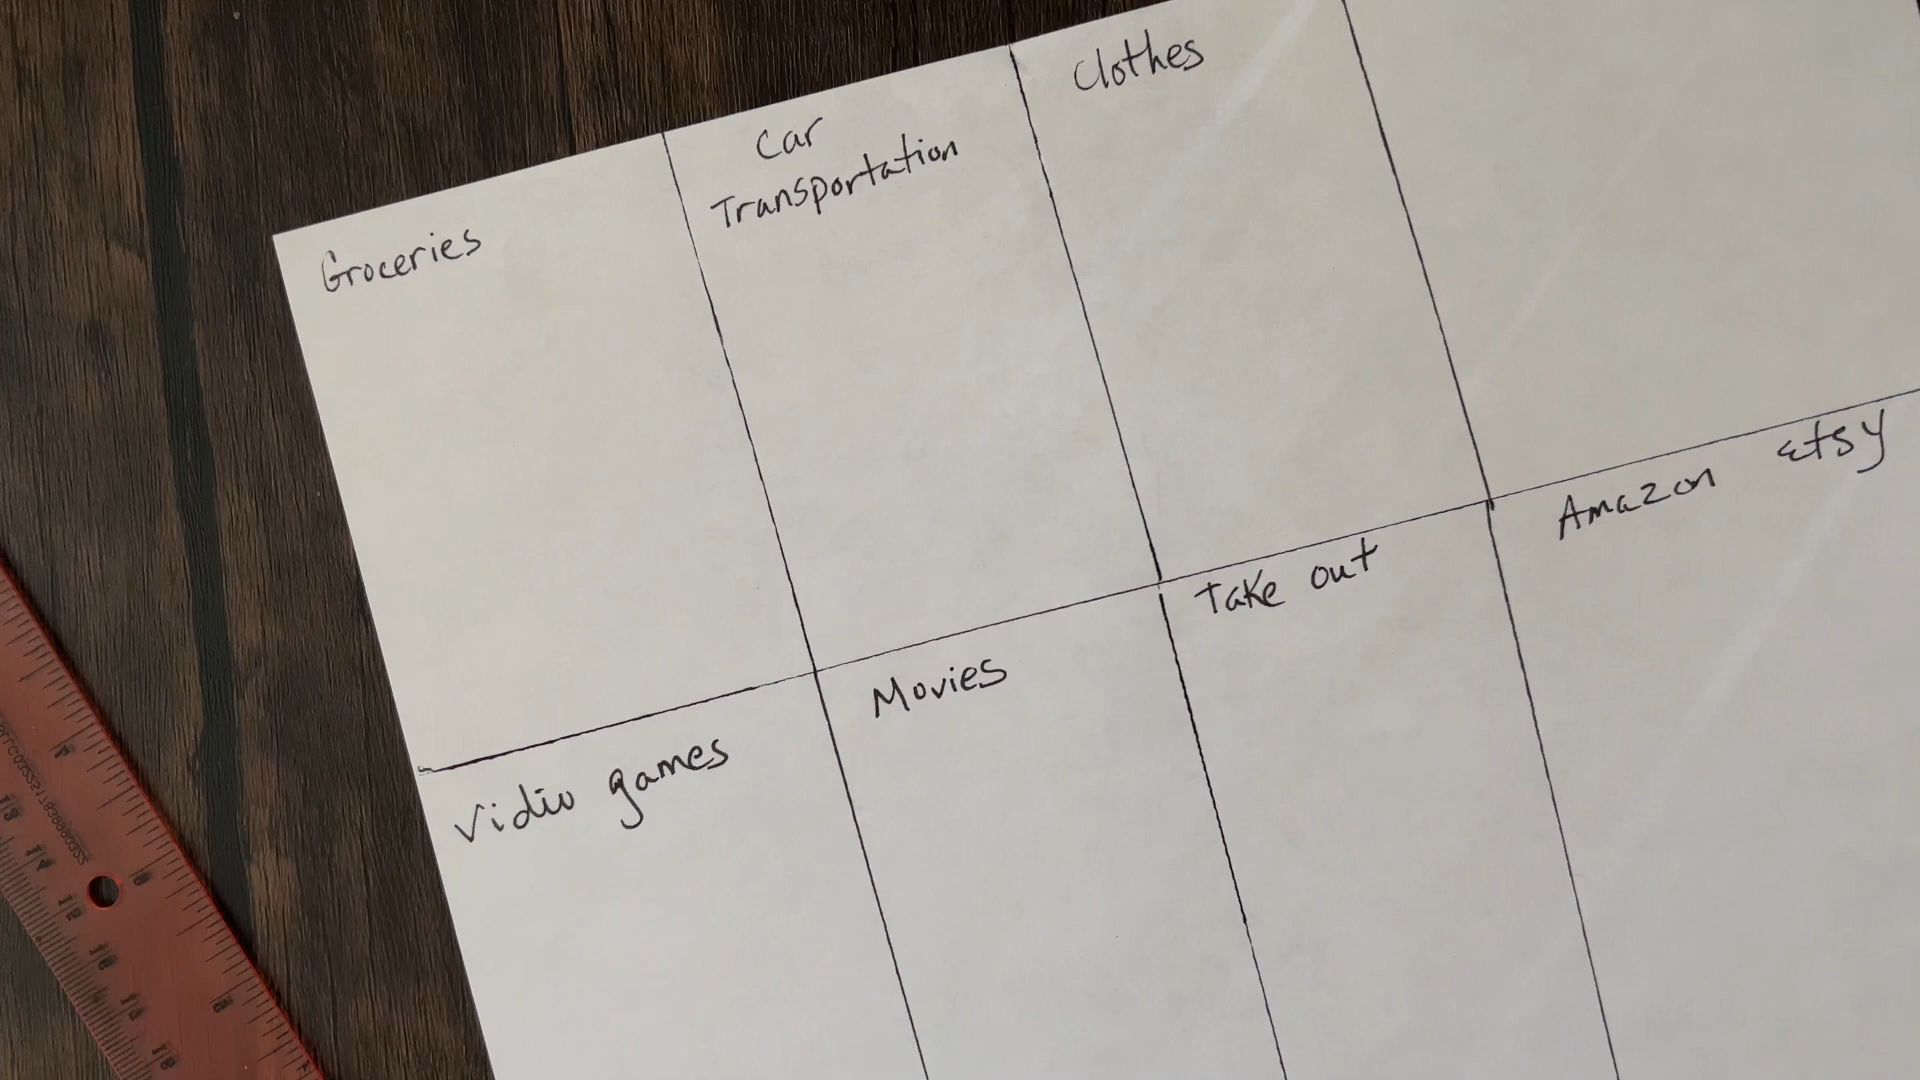 Groceries
Car
Transportation
Clothes
Vidio games
Movies
Take out
Amazon Etsy